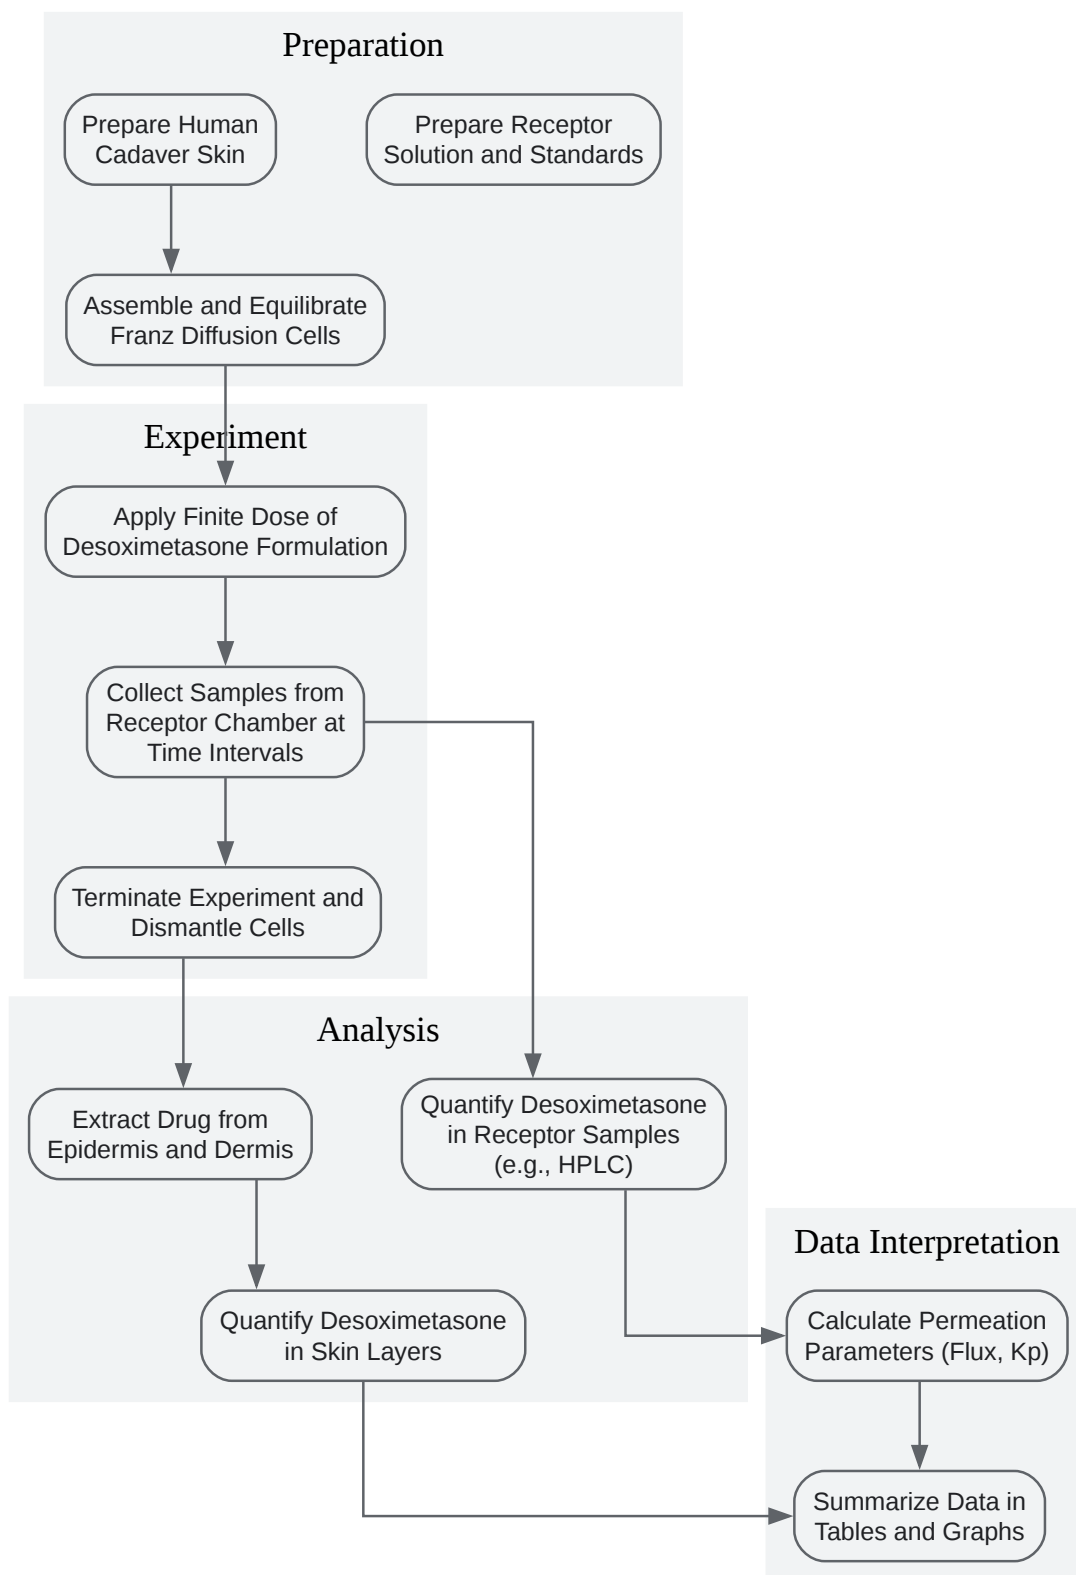 Preparation
Prepare Human
Cadaver Skin
Prepare Receptor
Solution and Standards
Assemble and Equilibrate
Franz Diffusion Cells
Experiment
Apply Finite Dose of
Desoximetasone Formulation
Collect Samples from
Receptor Chamber at
Time Intervals
Terminate Experiment and
Dismantle Cells
Analysis
Extract Drug from
Epidermis and Dermis
Quantify Desoximetasone
in Receptor Samples
(e.g., HPLC)
Quantify Desoximetasone
in Skin Layers
Data Interpretation
Calculate Permeation
Parameters (Flux, Kp)
Summarize Data in
Tables and Graphs